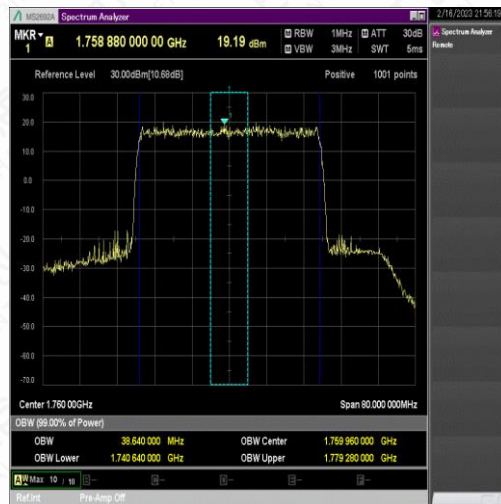 2/16/2023 21:56:19
MS2692A Spectrum Analyzer
MKR 1 A 1.758 880 000 00 GHz 19.19 dBm
M RBW 1MHz M ATT 30dB
M VBW 3MHz SWT 5ms
Spectrum Analyzer
Remote
Reference Level 30.00dBm[10.68dB] Positive 1001 points
30.0
20.0
10.0
0.0
-10.0
-20.0
-30.0
-40.0
-50.0
-60.0
-70.0
1
Center 1.760 00GHz Span 80.000 000MHz
OBW (99.00% of Power)
OBW 38.640 000 MHz OBW Center 1.759 960 000 GHz
OBW Lower 1.740 640 000 GHz OBW Upper 1.779 280 000 GHz
Max 10 / 10
Ref.Int Pre-Amp Off